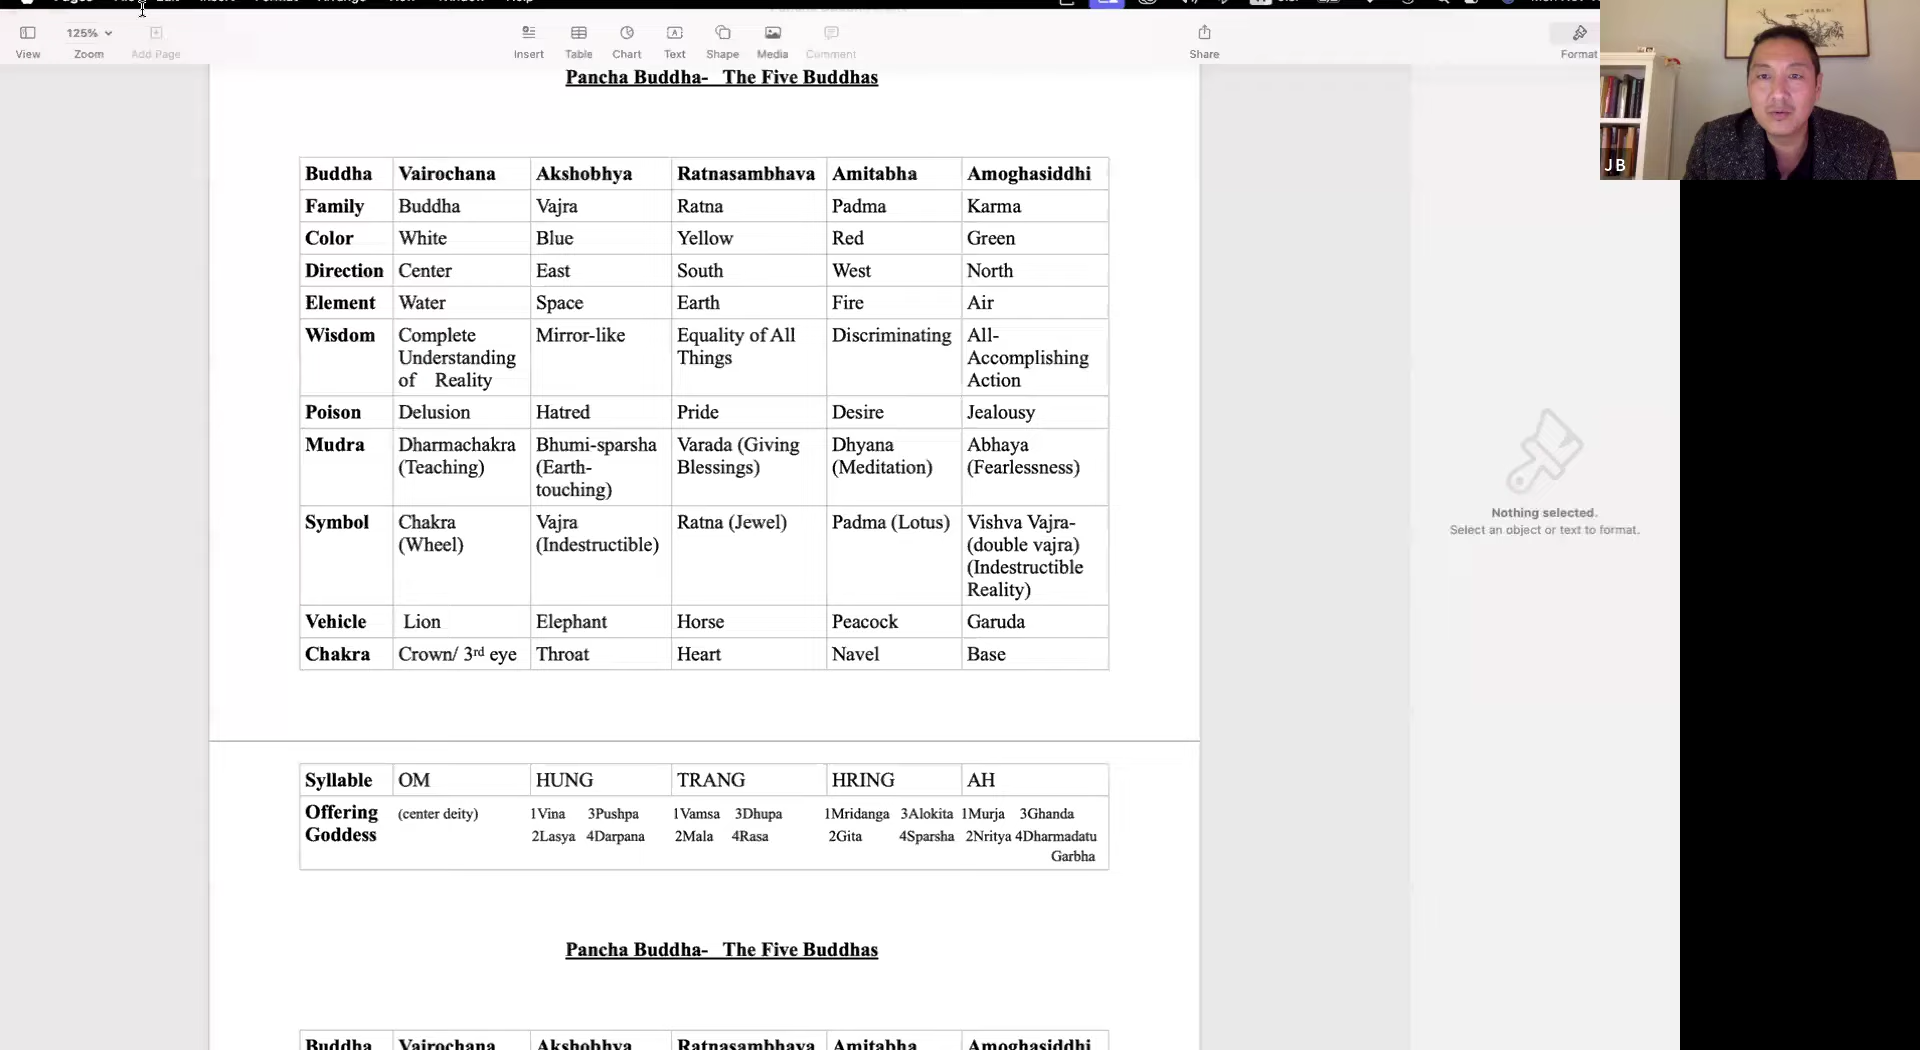 125%
View
Zoom
Add Page
Insert
Table
Chart
Text
Shape
Media
Comment
Share
Format
J B
Pancha Buddha- The Five Buddhas
Buddha Vairochana Akshobhya Ratnasambhava Amitabha Amoghasiddhi
Family Buddha Vajra Ratna Padma Karma
Color White Blue Yellow Red Green
Direction Center East South West North
Element Water Space Earth Fire Air
Wisdom Complete Mirror-like Equality of All Discriminating All-
Understanding Things Accomplishing
of Reality Action
Poison Delusion Hatred Pride Desire Jealousy
Mudra Dharmachakra Bhumi-sparsha Varada (Giving Dhyana Abhaya
(Teaching) (Earth- Blessings) (Meditation) (Fearlessness)
touching)
Symbol Chakra Vajra Ratna (Jewel) Padma (Lotus) Vishva Vajra-
(Wheel) (Indestructible) (double vajra)
(Indestructible
Reality)
Vehicle Lion Elephant Horse Peacock Garuda
Chakra Crown/ 3rd eye Throat Heart Navel Base
Nothing selected.
Select an object or text to format.
Syllable OM HUNG TRANG HRING AH
Offering (center deity) 1Vina 3Pushpa 1Vamsa 3Dhupa 1Mridanga 3Alokita 1Murja 3Ghanda
Goddess 2Lasya 4Darpana 2Mala 4Rasa 2Gita 4Sparsha 2Nritya 4Dharmadatu
Garbha
Pancha Buddha- The Five Buddhas
Buddha Vairochana Akshobhya Ratnasambhava Amitabha Amoghasiddhi